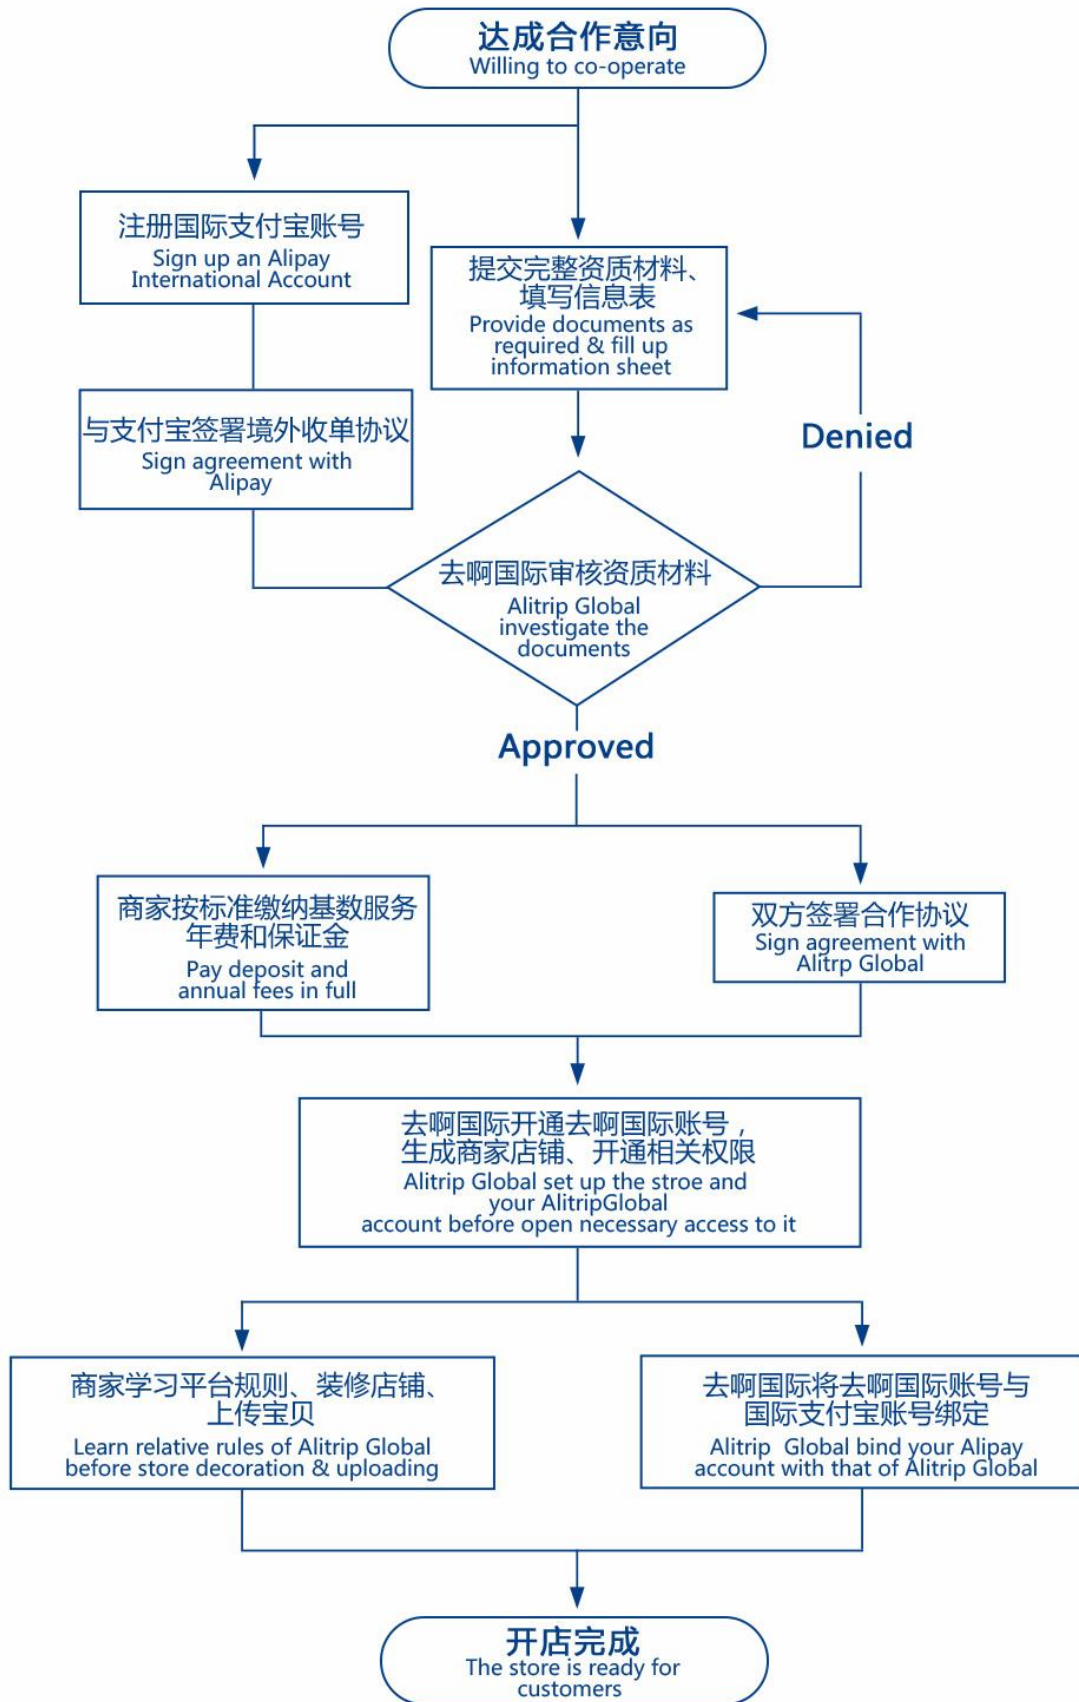 达成合作意向
Willing to co-operate
注册国际支付宝账号
Sign up an Alipay
International Account
提交完整资质材料、
填写信息表
Provide documents as
required & fill up
information sheet
与支付宝签署境外收单协议
Sign agreement with
Alipay
Denied
去啊国际审核资质材料
Alitrip Global
investigate the
documents
Approved
商家按标准缴纳基数服务
年费和保证金
Pay deposit and
annual fees in full
双方签署合作协议
Sign agreement with
Alitrp Global
去啊国际开通去啊国际账号，
生成商家店铺、开通相关权限
Alitrip Global set up the stroe and
your AlitripGlobal
account before open necessary access to it
商家学习平台规则、装修店铺、
上传宝贝
Learn relative rules of Alitrip Global
before store decoration & uploading
去啊国际将去啊国际账号与
国际支付宝账号绑定
Alitrip Global bind your Alipay
account with that of Alitrip Global
开店完成
The store is ready for
customers